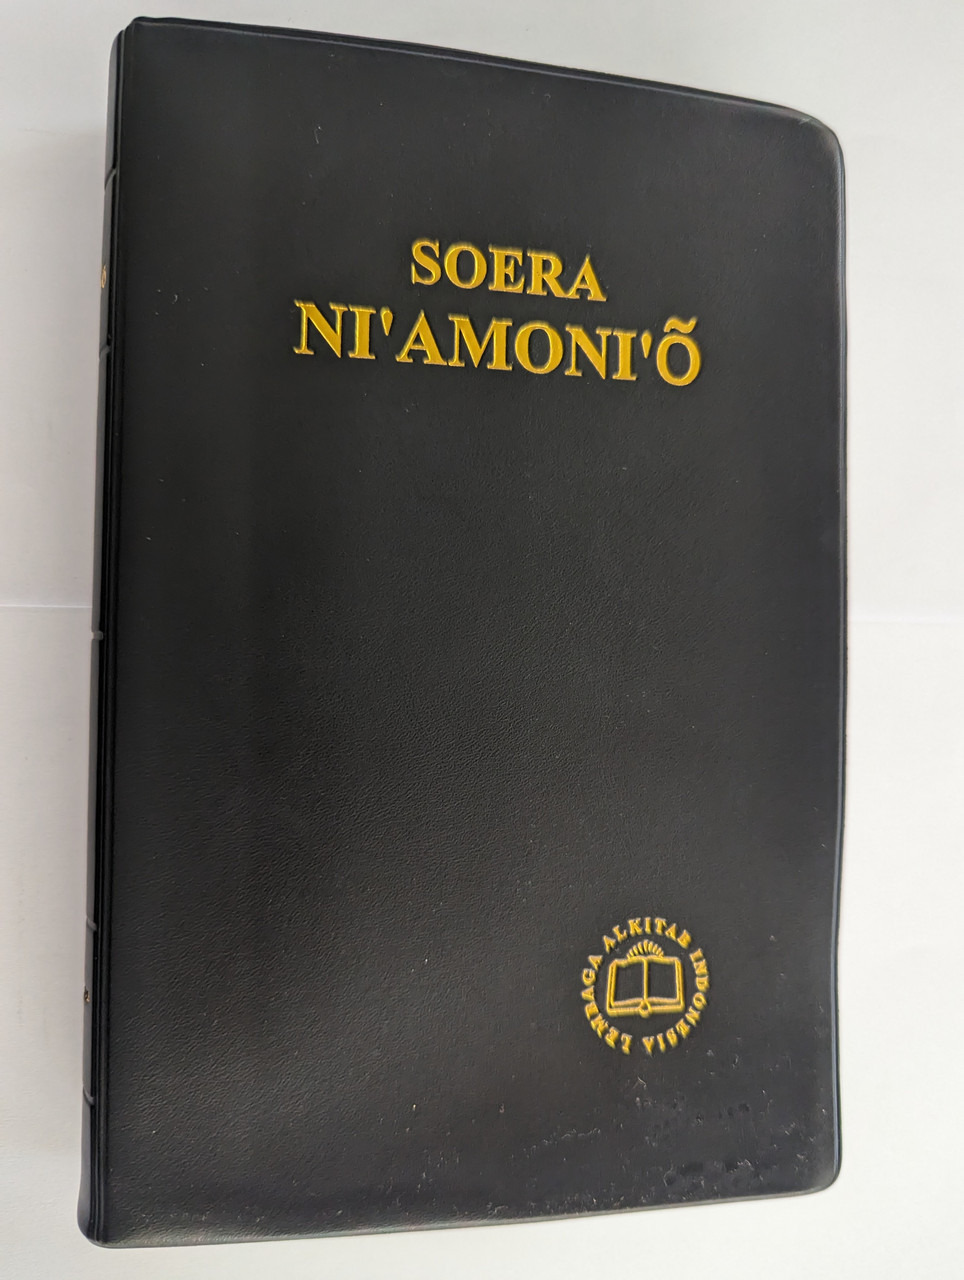 SOERA
NI'AMONI'Õ
LEMBAGA ALKITAB INDONESIA